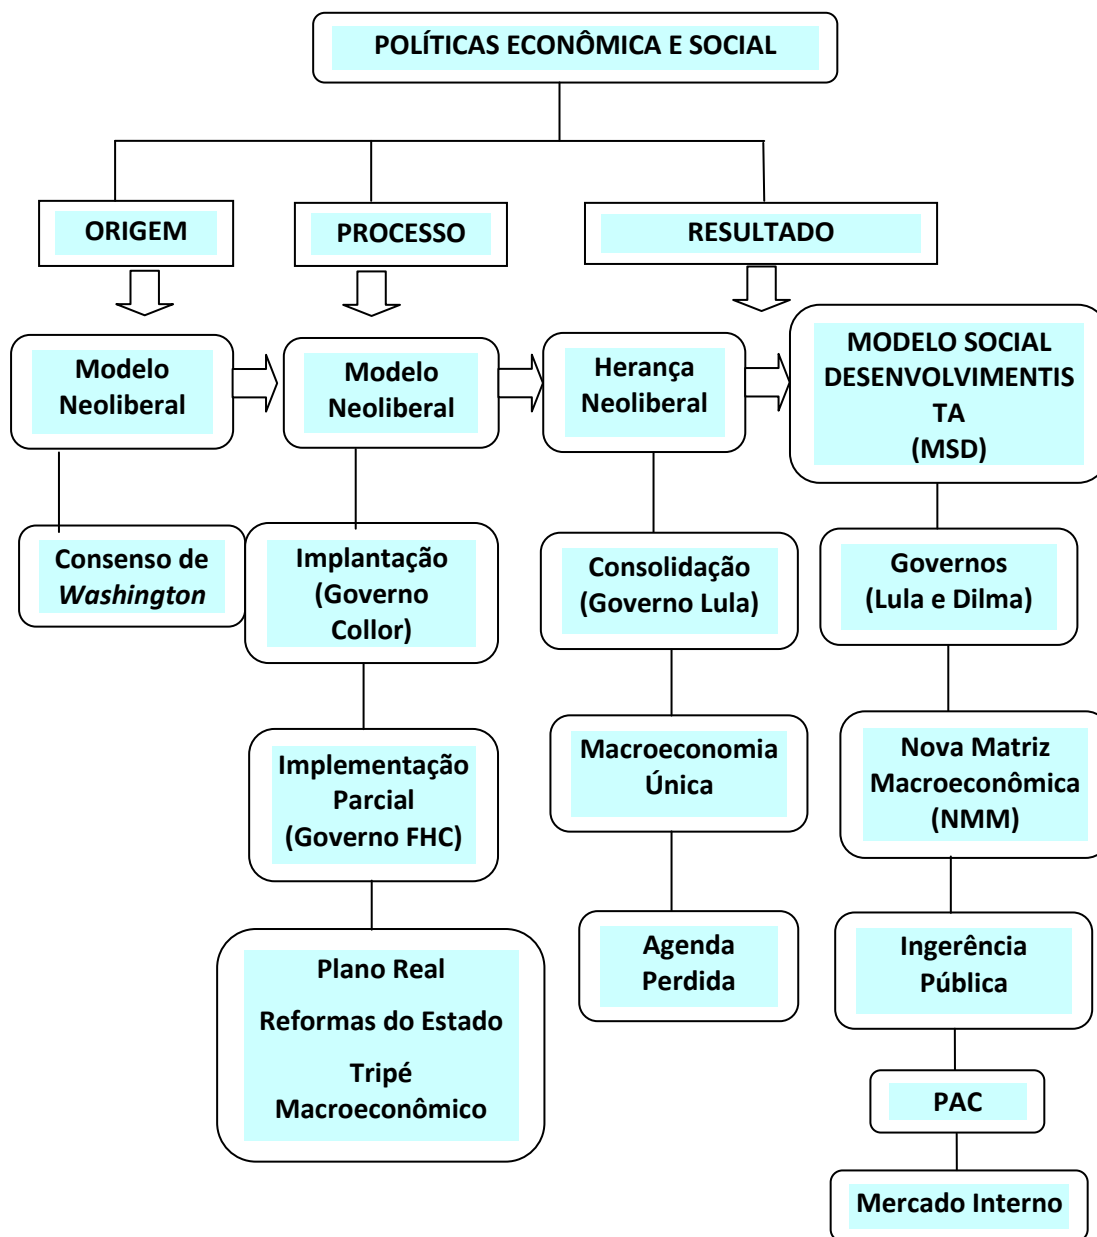 POLÍTICAS ECONÔMICA E SOCIAL
ORIGEM
PROCESSO
RESULTADO
Modelo
Neoliberal
Modelo
Neoliberal
Herança
Neoliberal
MODELO SOCIAL
DESENVOLVIMENTIS
TA
(MSD)
Consenso de
Washington
Implantação
(Governo
Collor)
Consolidação
(Governo Lula)
Governos
(Lula e Dilma)
Implementação
Parcial
(Governo FHC)
Macroeconomia
Única
Nova Matriz
Macroeconômica
(NMM)
Plano Real
Reformas do Estado
Tripé
Macroeconômico
Agenda
Perdida
Ingerência
Pública
PAC
Mercado Interno